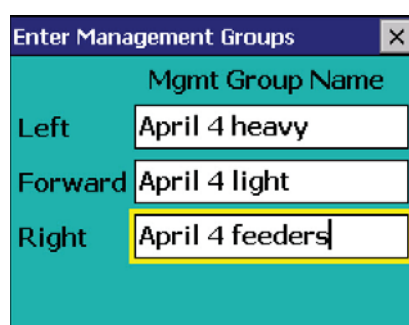 Enter Management Groups
Mgmt Group Name
Left April 4 heavy
Forward April 4 light
Right April 4 feeders